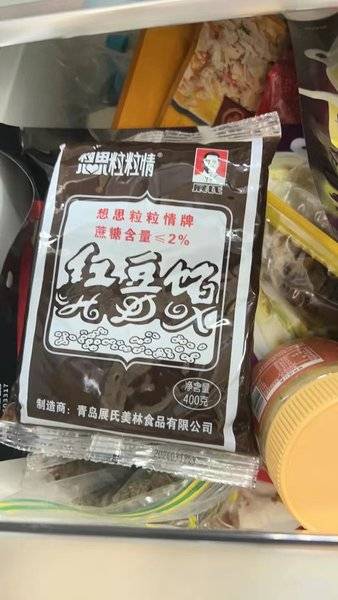 想思粒粒情®
想思粒粒情牌
蔗糖含量≤2%
红豆馅
净含量
400克
制造商：青岛展氏美林食品有限公司